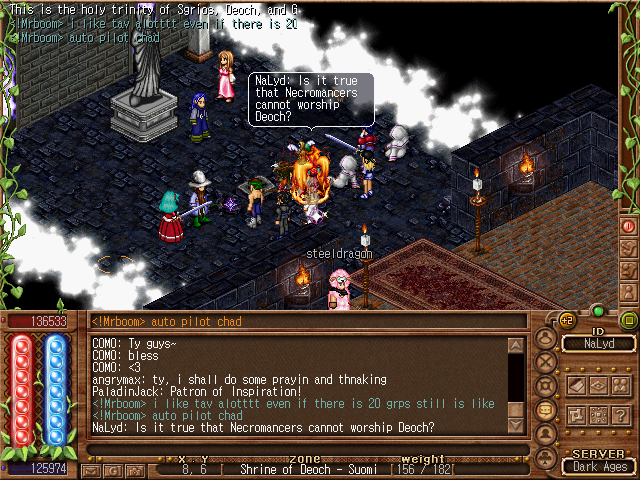 This is the holy trinity of Sgrios, Deoch, and G
<!Mrboom> i like tav alotttt even if there is 20
<!Mrboom> auto pilot chad
NaLyd: Is it true
that Necromancers
cannot worship
Deoch?
steeldragon
136533
<!Mrboom> auto pilot chad
+2
ID
NaLyd
COMO: Ty guys~
COMO: bless
COMO: <3
angrymax: ty, i shall do some prayin and thnaking
PaladinJack: Patron of Inspiration!
<!Mrboom> i like tav alotttt even if there is 20 grps still is like
<!Mrboom> auto pilot chad
NaLyd: Is it true that Necromancers cannot worship Deoch?
125974
X Y ZONE weight
8, 6 [ Shrine of Deoch - Suomi [156 / 182[
SERVER
Dark Ages